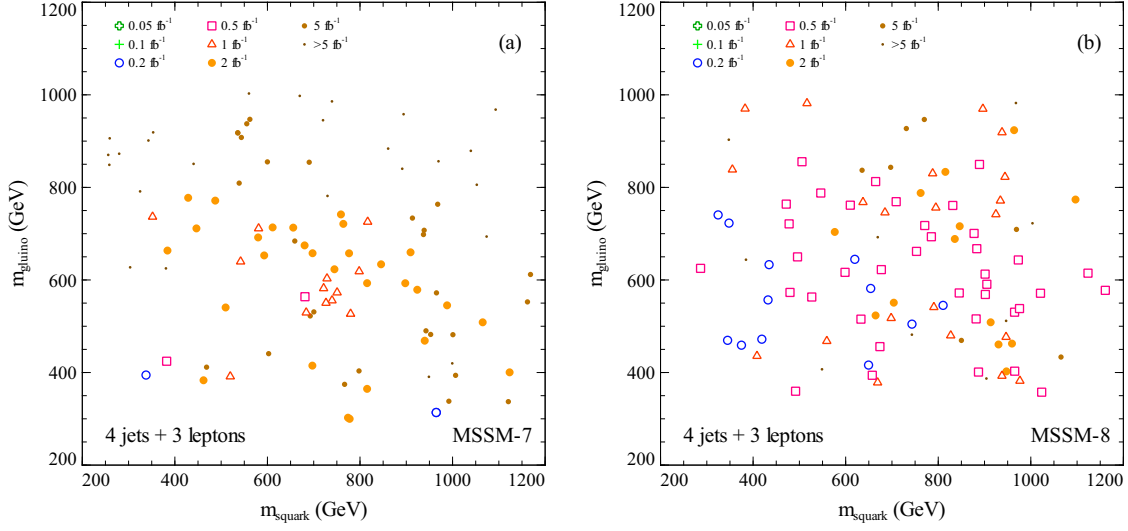 1200
1000
800
600
400
200
m_gluino (GeV)
0.05 fb⁻¹ 0.5 fb⁻¹ 5 fb⁻¹
0.1 fb⁻¹ 1 fb⁻¹ >5 fb⁻¹
0.2 fb⁻¹ 2 fb⁻¹
(a)
4 jets + 3 leptons MSSM-7
200 400 600 800 1000 1200
m_squark (GeV)
1200
1000
800
600
400
200
m_gluino (GeV)
0.05 fb⁻¹ 0.5 fb⁻¹ 5 fb⁻¹
0.1 fb⁻¹ 1 fb⁻¹ >5 fb⁻¹
0.2 fb⁻¹ 2 fb⁻¹
(b)
4 jets + 3 leptons MSSM-8
200 400 600 800 1000 1200
m_squark (GeV)